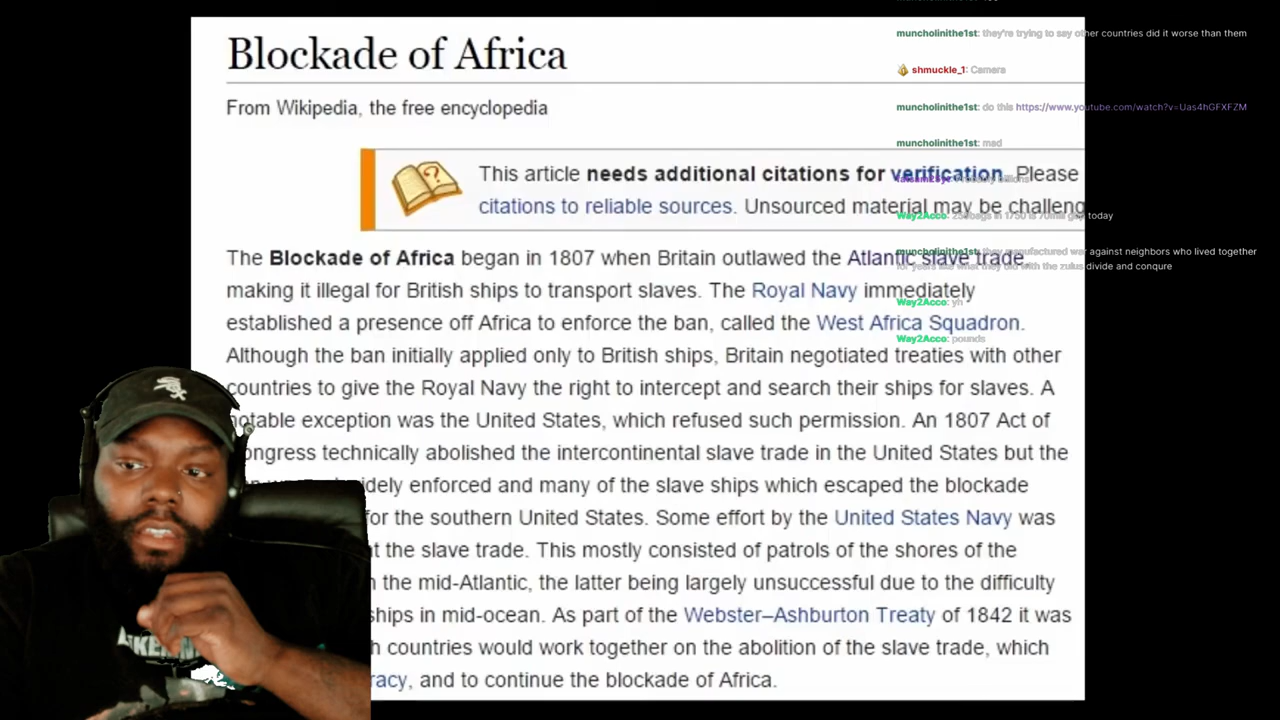 Blockade of Africa
From Wikipedia, the free encyclopedia
This article needs additional citations for verification. Please
citations to reliable sources. Unsourced material may be challeng
The Blockade of Africa began in 1807 when Britain outlawed the Atlantic slave trade,
making it illegal for British ships to transport slaves. The Royal Navy immediately
established a presence off Africa to enforce the ban, called the West Africa Squadron.
Although the ban initially applied only to British ships, Britain negotiated treaties with other
countries to give the Royal Navy the right to intercept and search their ships for slaves. A
notable exception was the United States, which refused such permission. An 1807 Act of
ongress technically abolished the intercontinental slave trade in the United States but the
idely enforced and many of the slave ships which escaped the blockade
for the southern United States. Some effort by the United States Navy was
t the slave trade. This mostly consisted of patrols of the shores of the
the mid-Atlantic, the latter being largely unsuccessful due to the difficulty
ships in mid-ocean. As part of the Webster–Ashburton Treaty of 1842 it was
h countries would work together on the abolition of the slave trade, which
racy, and to continue the blockade of Africa.
muncholinithe1st: they're trying to say other countries did it worse than them
shmuckle_1: Camera
muncholinithe1st: do this https://www.youtube.com/watch?v=Uas4hGFXFZM
muncholinithe1st: mad
Way2Acco: in 1750 is today
muncholinithe1st: they manufactured war against neighbors who lived together
for years like what they did with the zulus divide and conqure
Way2Acco: yh
Way2Acco: pounds